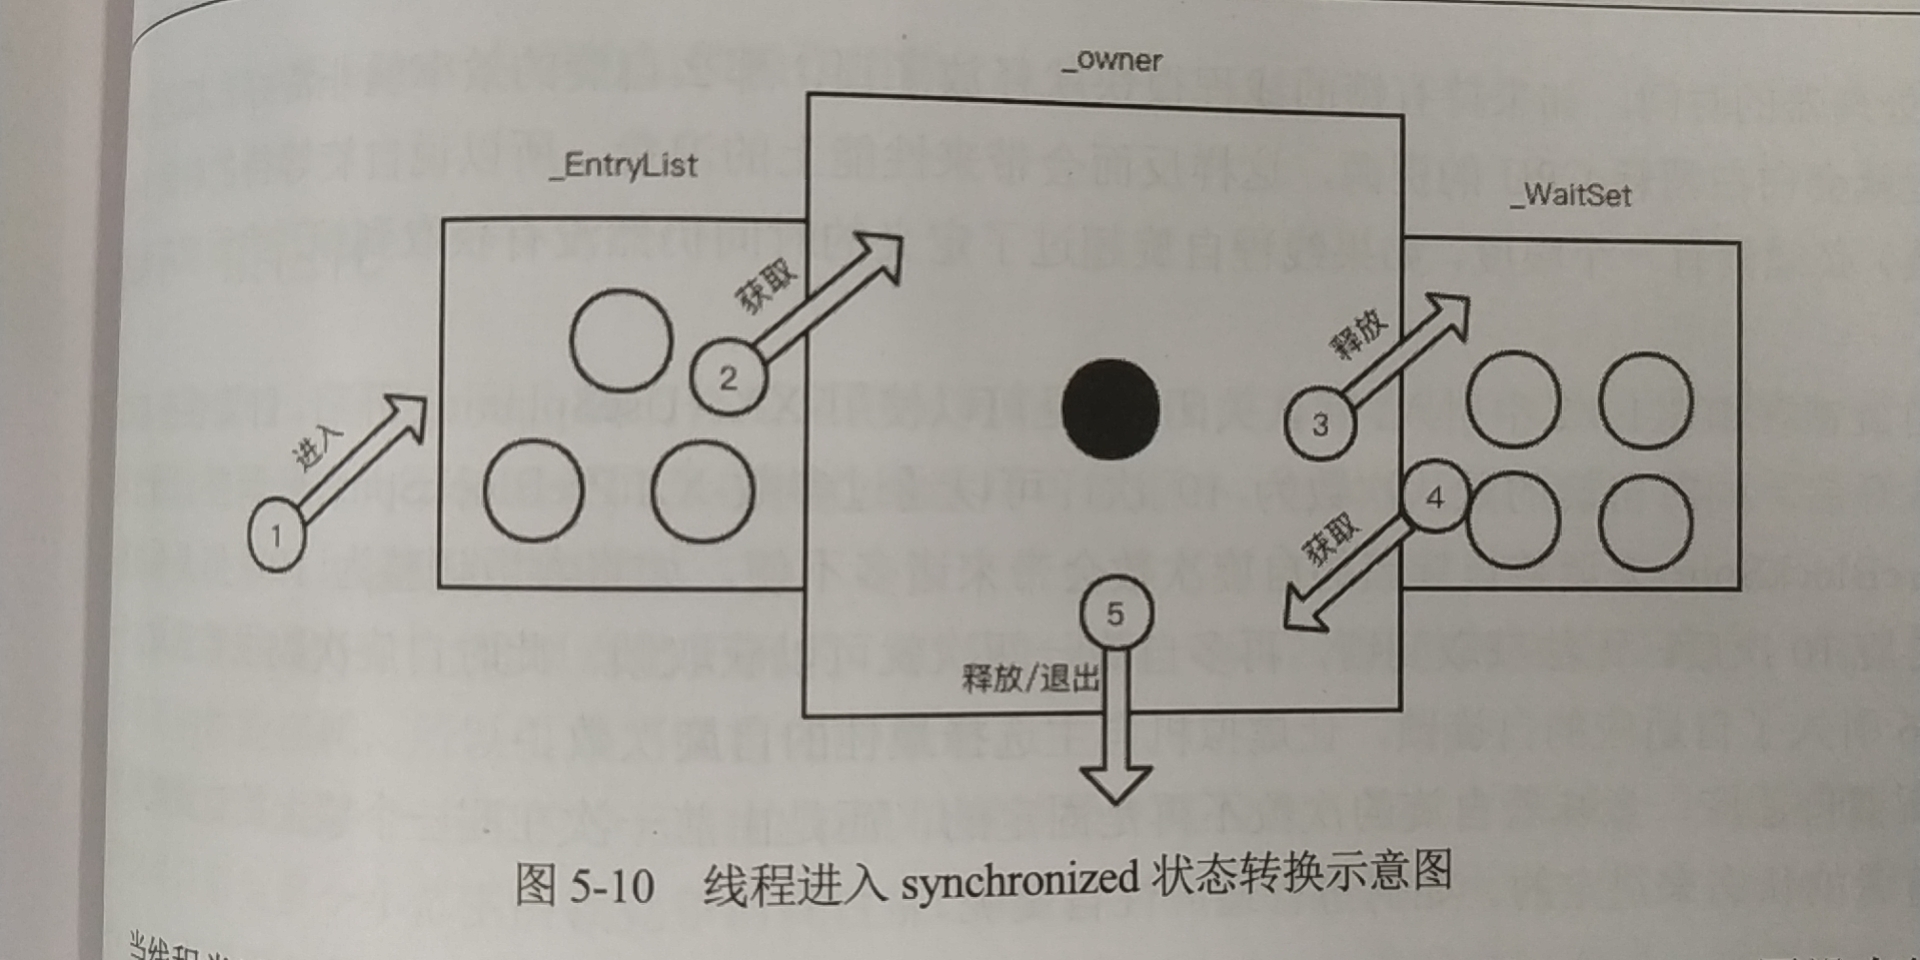 _owner
_EntryList
_WaitSet
获取
释放
2
3
进入
4
1
获取
5
释放/退出
图 5-10 线程进入 synchronized 状态转换示意图